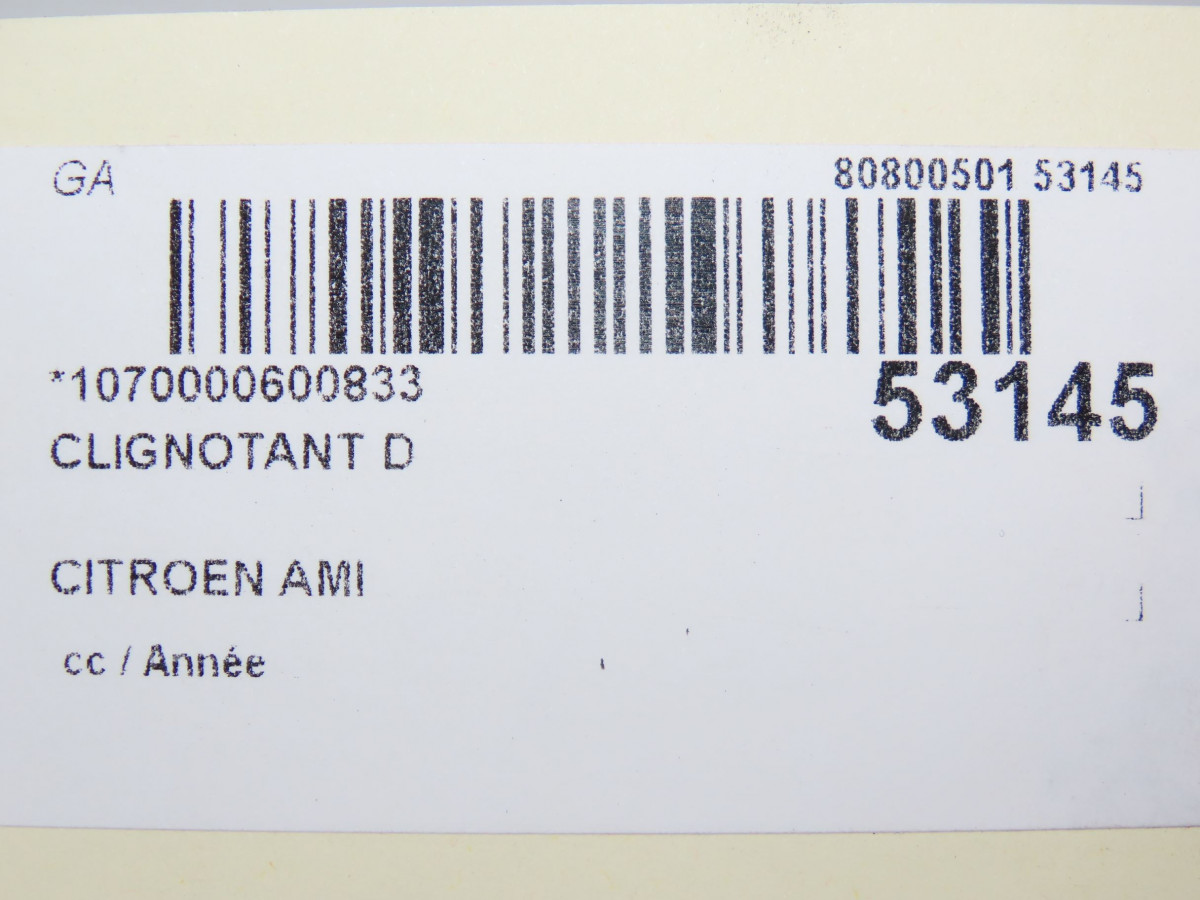 GA 80800501 53145
*1070000600833 53145
CLIGNOTANT D
CITROEN AMI
cc / Année